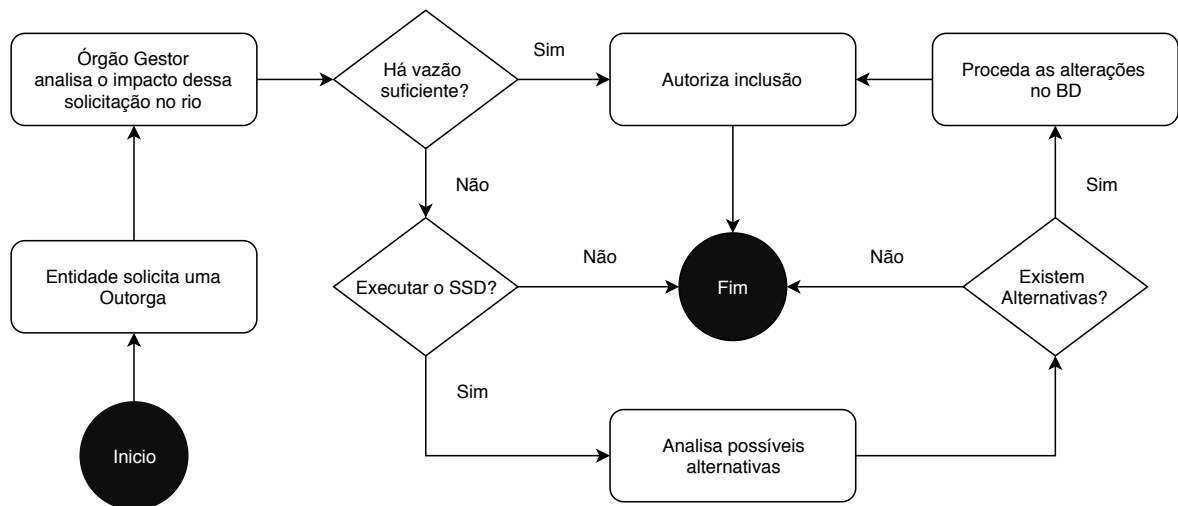 Órgão Gestor
analisa o impacto dessa
solicitação no rio
Há vazão
suficiente?
Sim
Autoriza inclusão
Proceda as alterações
no BD
Não
Sim
Entidade solicita uma
Outorga
Executar o SSD?
Não
Fim
Não
Existem
Alternativas?
Sim
Inicio
Analisa possíveis
alternativas